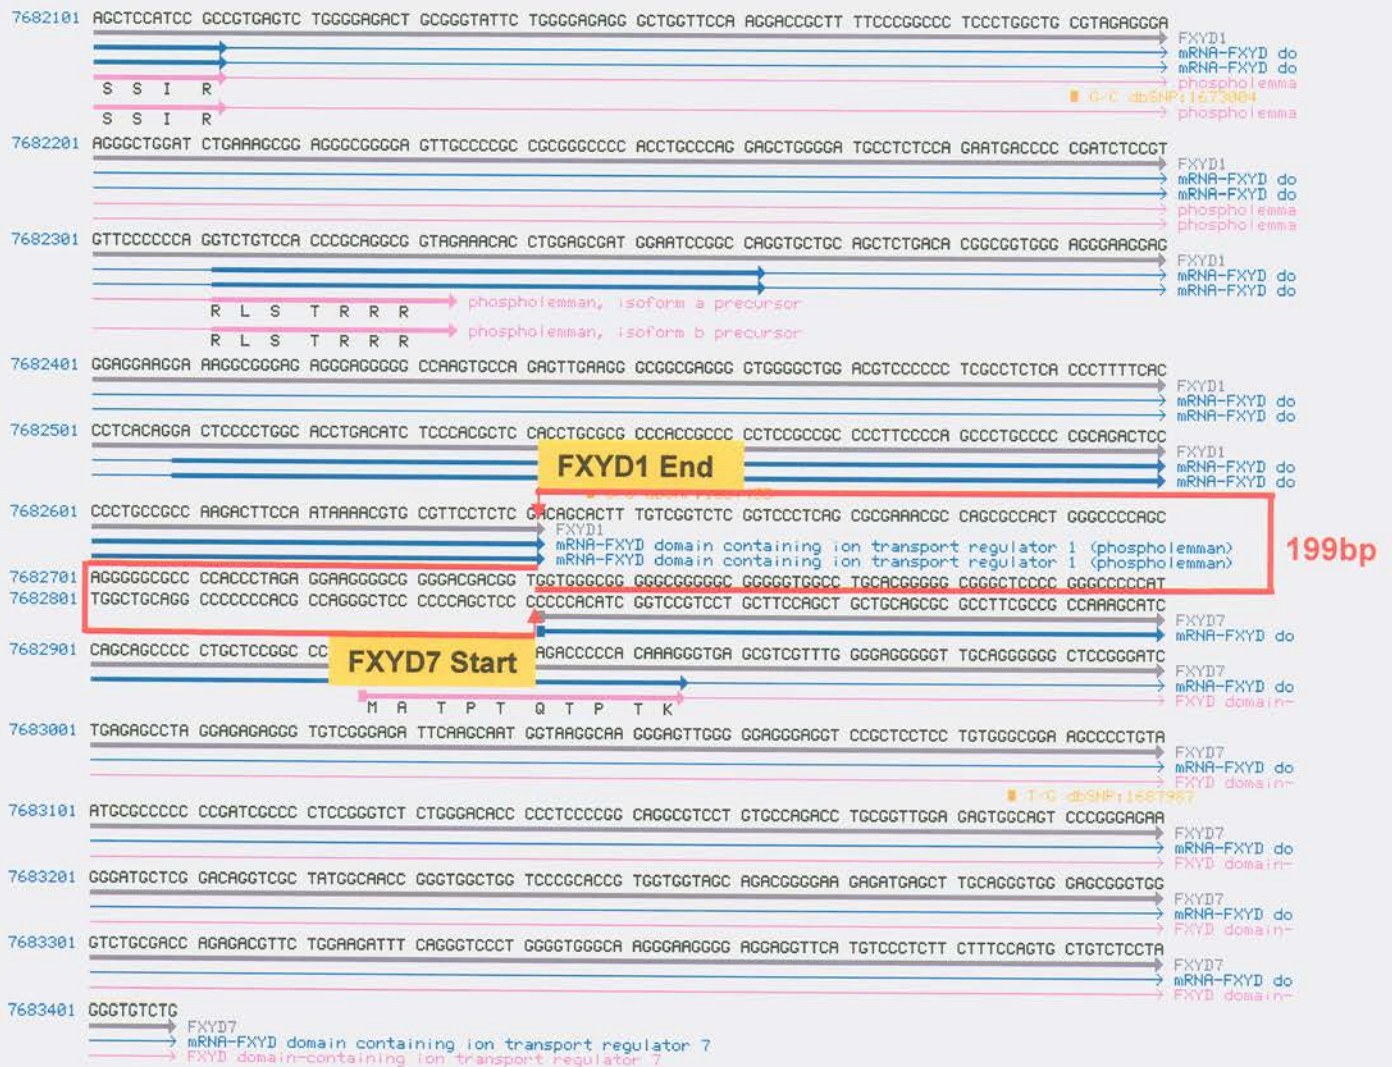 7682101 AGCTCCATCC GCCGTGAGTC TGGGGAGACT GCGGGTATTC TGGGGAGAGG GCTGGTTCCA AGGACCGCTT TTCCCGGCCC TCCCTGGCTG CGTAGAGGGA
FXYD1
mRNA-FXYD do
mRNA-FXYD do
phospholemma
S S I R
G/C dbSNP:1673004
phospholemma
S S I R
7682201 AGGGCTGGAT CTGAAAGCGG AGGGCGGGGA GTTGCCCCGC CGCGGGCCCC ACCTGCCCAG GAGCTGGGGA TGCCTCTCCA GAATGACCCC CGATCTCCGT
FXYD1
mRNA-FXYD do
mRNA-FXYD do
phospholemma
phospholemma
7682301 GTTCCCCCCA GGTCTGTCCA CCCGCAGGCG GTAGAAACAC CTGGAGCGAT GGAATCCGGC CAGGTGCTGC AGCTCTGACA CGGCGGTGGG AGGGAAGGAG
FXYD1
mRNA-FXYD do
mRNA-FXYD do
phospholemman, isoform a precursor
R L S T R R R
phospholemman, isoform b precursor
R L S T R R R
7682401 GGAGGAAGGA AAGGCGGGAG AGGGAGGGGG CCAAGTGCCA GAGTTGAAGG GCGGCGAGGG GTGGGGCTGG ACGTCCCCCC TCGCCTCTCA CCCTTTTCAC
FXYD1
mRNA-FXYD do
mRNA-FXYD do
7682501 CCTCACAGGA CTCCCCTGGC ACCTGACATC TCCCACGCTC CACCTGCGCG CCCACCGCCC CCTCCGCCGC CCCTTCCCCA GCCCTGCCCC CGCAGACTCC
FXYD1
mRNA-FXYD do
mRNA-FXYD do
FXYD1 End
7682601 CCCTGCCGCC AAGACTTCCA ATAAAACGTG CGTTCCTCTC GACAGCACTT TGTCGGTCTC GGTCCCTCAG CGCGAAACGC CAGCGCCACT GGGCCCCAGC
FXYD1
mRNA-FXYD domain containing ion transport regulator 1 (phospholemman)
mRNA-FXYD domain containing ion transport regulator 1 (phospholemman)
199bp
7682701 AGGGGGCGCC CCACCCTAGA GGAAGGGGCG GGGACGACGG TGGTGGGCGG GGGCGGGGGC GGGGGTGGCC TGCACGGGGG CGGGCTCCCC GGGCCCCCAT
7682801 TGGCTGCAGG CCCCCCCACG CCAGGGCTCC CCCCAGCTCC CCCCCACATC GGTCCGTCCT GCTTCCAGCT GCTGCAGCGC GCCTTCGCCG CCAAAGCATC
FXYD7
mRNA-FXYD do
7682901 CAGCAGCCCC CTGCTCCGGC CC AGACCCCCCA CAAAGGGTGA GCGTCGTTTG GGGAGGGGGT TGCAGGGGGG CTCCGGGATC
FXYD7 Start
FXYD7
mRNA-FXYD do
FXYD domain-
M A T P T Q T P T K
7683001 TGAGAGCCTA GGAGAGAGGG TGTCGGGAGA TTCAAGCAAT GGTAAGGCAA GGGAGTTGGG GGAGGGAGGT CCGCTCCTCC TGTGGGCGGA AGCCCCTGTA
FXYD7
mRNA-FXYD do
FXYD domain-
T/G dbSNP:1687967
7683101 ATGCGCCCCC CCGATCGCCC CTCCGGGTCT CTGGGACACC CCCTCCCCGG CAGGCGTCCT GTGCCAGACC TGCGGTTGGA GAGTGGCAGT CCCGGGAGAA
FXYD7
mRNA-FXYD do
FXYD domain-
7683201 GGGATGCTCG GACAGGTCGC TATGGCAACC GGGTGGCTGG TCCCGCACCG TGGTGGTAGC AGACGGGGAA GAGATGAGCT TGCAGGGTGG GAGCGGGTGG
FXYD7
mRNA-FXYD do
FXYD domain-
7683301 GTCTGCGACC AGAGACGTTC TGGAAGATTT CAGGGTCCCT GGGGTGGGCA AGGGAAGGGG AGGAGGTTCA TGTCCCTCTT CTTTCCAGTG CTGTCTCCTA
FXYD7
mRNA-FXYD do
FXYD domain-
7683401 GGGTGTCTG
FXYD7
mRNA-FXYD domain containing ion transport regulator 7
FXYD domain-containing ion transport regulator 7